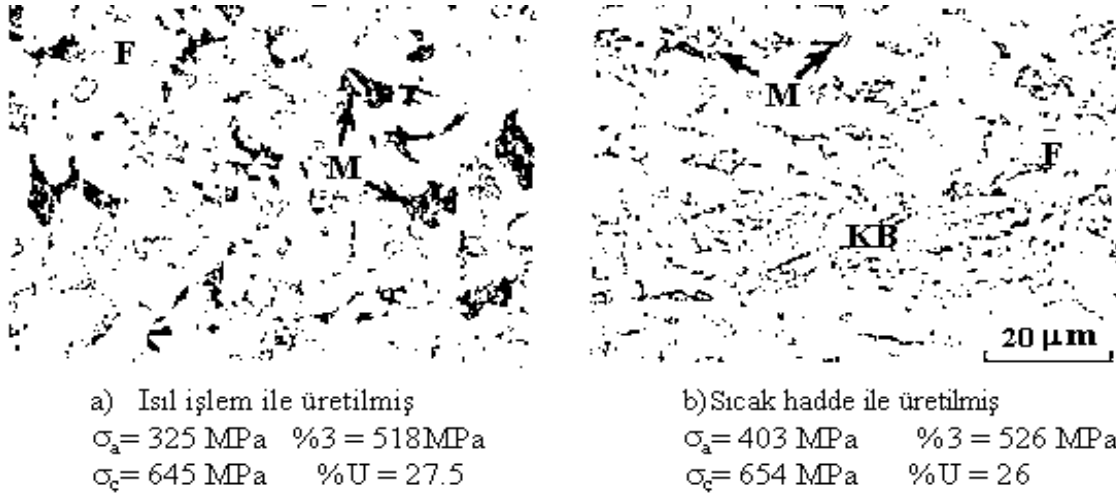 F
M
M
F
KB
20 μm
a) Isıl işlem ile üretilmiş
σa= 325 MPa %3 = 518MPa
σç= 645 MPa %U = 27.5
b)Sıcak hadde ile üretilmiş
σa= 403 MPa %3 = 526 MPa
σç= 654 MPa %U = 26